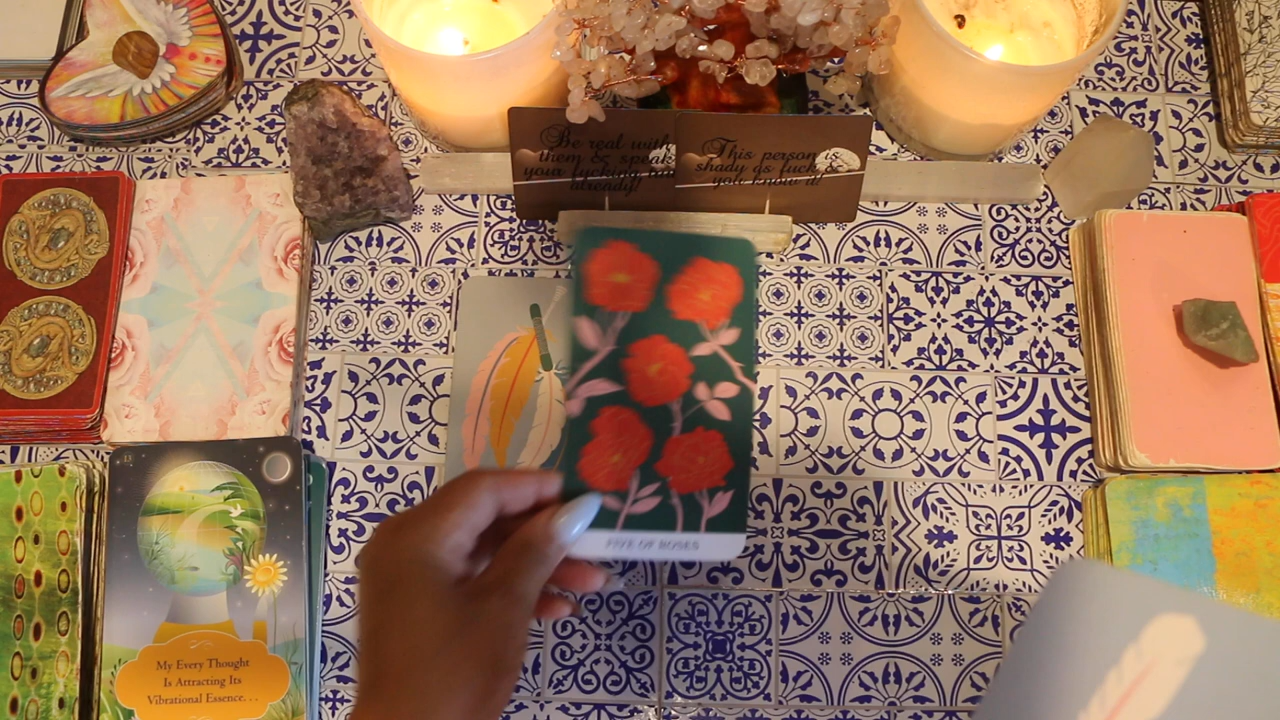 Be real with
them & speak
your fucking
already!
This person is
shady as fuck &
you know it!
FIVE OF ROSES
13
My Every Thought
Is Attracting Its
Vibrational Essence...